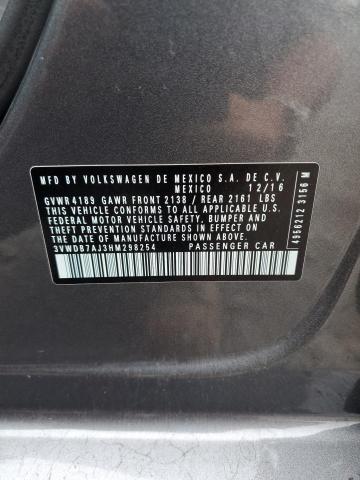 MFD BY VOLKSWAGEN DE MEXICO S.A. DE C.V.
MEXICO 12/16
GVWR 4189 GAWR FRONT 2138 / REAR 2161 LBS
THIS VEHICLE CONFORMS TO ALL APPLICABLE U.S.
FEDERAL MOTOR VEHICLE SAFETY, BUMPER AND
THEFT PREVENTION STANDARDS IN EFFECT ON THE
DATE OF MANUFACTURE SHOWN ABOVE.
3VWDB7AJ3HM298254 PASSENGER CAR
4956212 3156 M